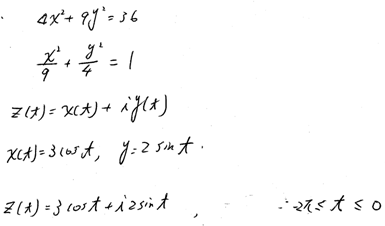 4x² + 9y² = 36
x²/9 + y²/4 = 1
z(t) = x(t) + iy(t)
x(t) = 3 cos t, y = 2 sin t.
z(t) = 3 cos t + i 2 sin t, ∴ -2π ≤ t ≤ 0